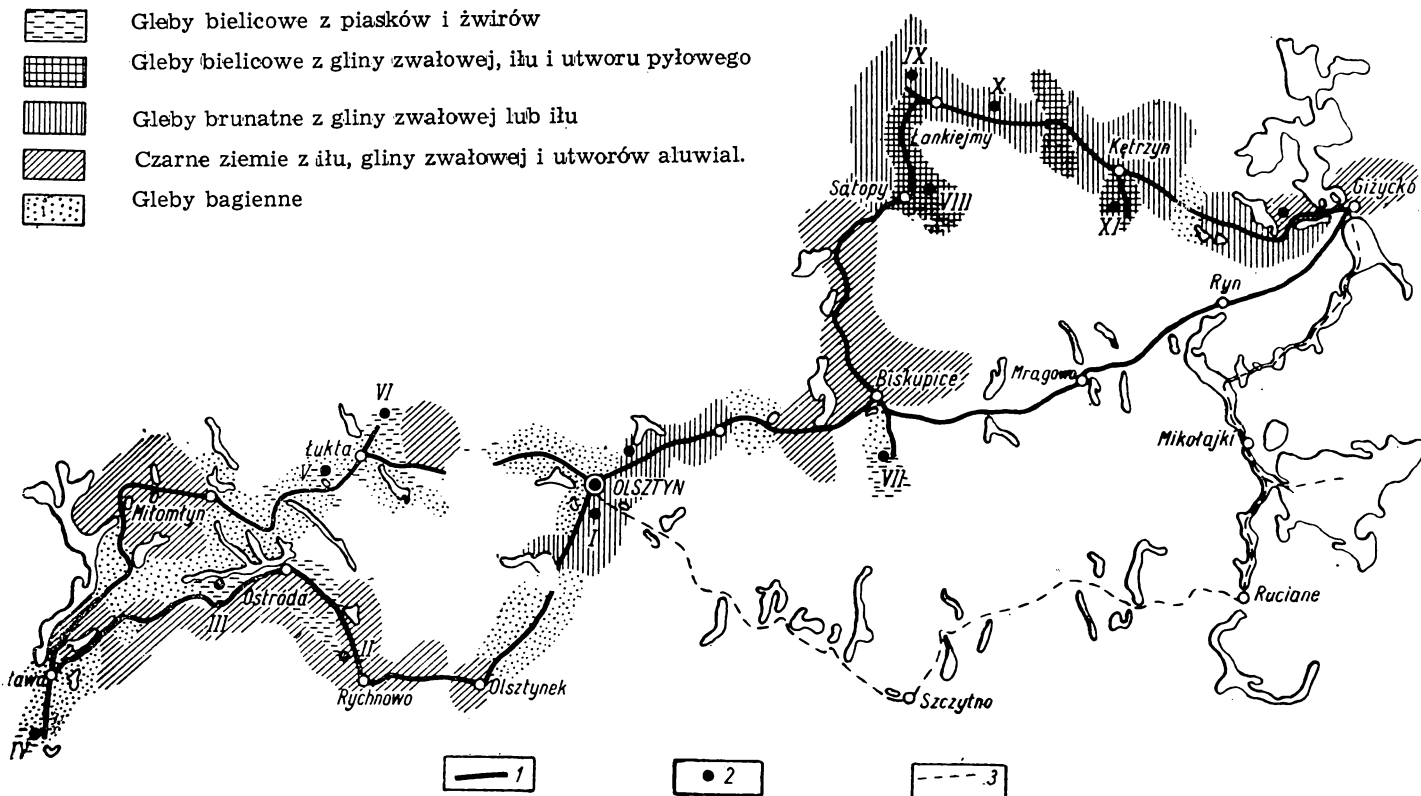 Gleby bielicowe z piasków i żwirów
Gleby bielicowe z gliny zwałowej, iłu i utworu pyłowego
Gleby brunatne z gliny zwałowej lub iłu
Czarne ziemie z iłu, gliny zwałowej i utworów aluwial.
Gleby bagienne
IX
X
Łankiejmy
Kętrzyn
Sątopy
VIII
XI
Giżycko
Ryn
Biskupice
Mrągowo
VI
Łukta
V
Mikołajki
VII
OLSZTYN
Miłomłyn
I
Ostróda
III
Ruciane
II
Iława
Rychnowo
Olsztynek
Szczytno
IV
1
2
3